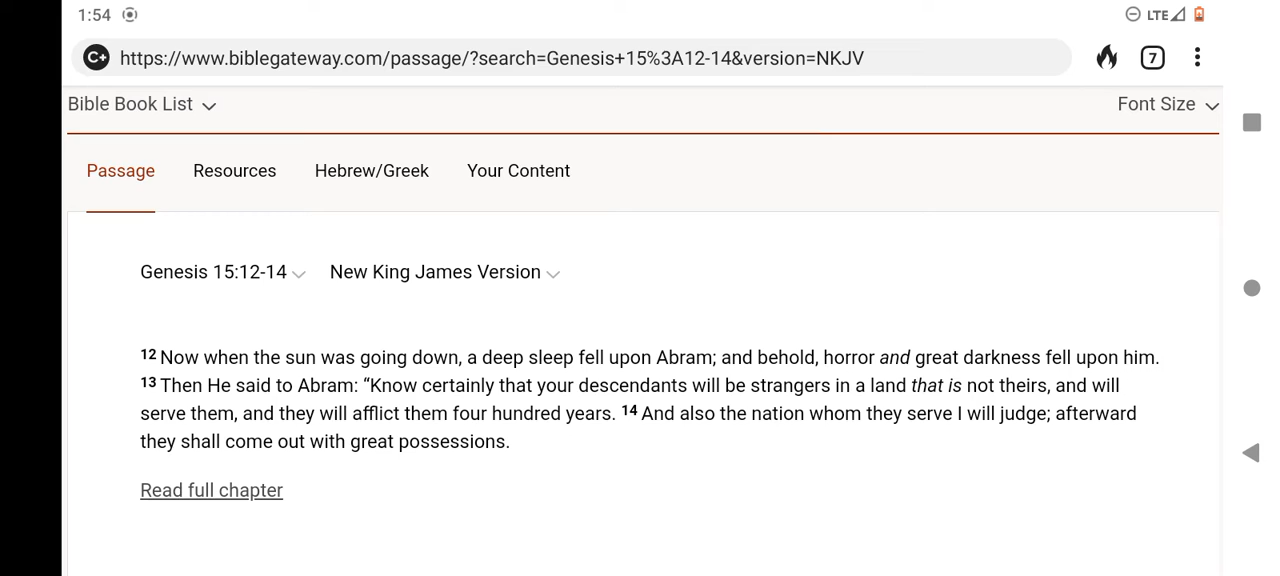 1:54 LTE
C+ https://www.biblegateway.com/passage/?search=Genesis+15%3A12-14&version=NKJV 7
Bible Book List Font Size
Passage Resources Hebrew/Greek Your Content
Genesis 15:12-14 New King James Version
12 Now when the sun was going down, a deep sleep fell upon Abram; and behold, horror and great darkness fell upon him.
13 Then He said to Abram: “Know certainly that your descendants will be strangers in a land that is not theirs, and will
serve them, and they will afflict them four hundred years. 14 And also the nation whom they serve I will judge; afterward
they shall come out with great possessions.
Read full chapter